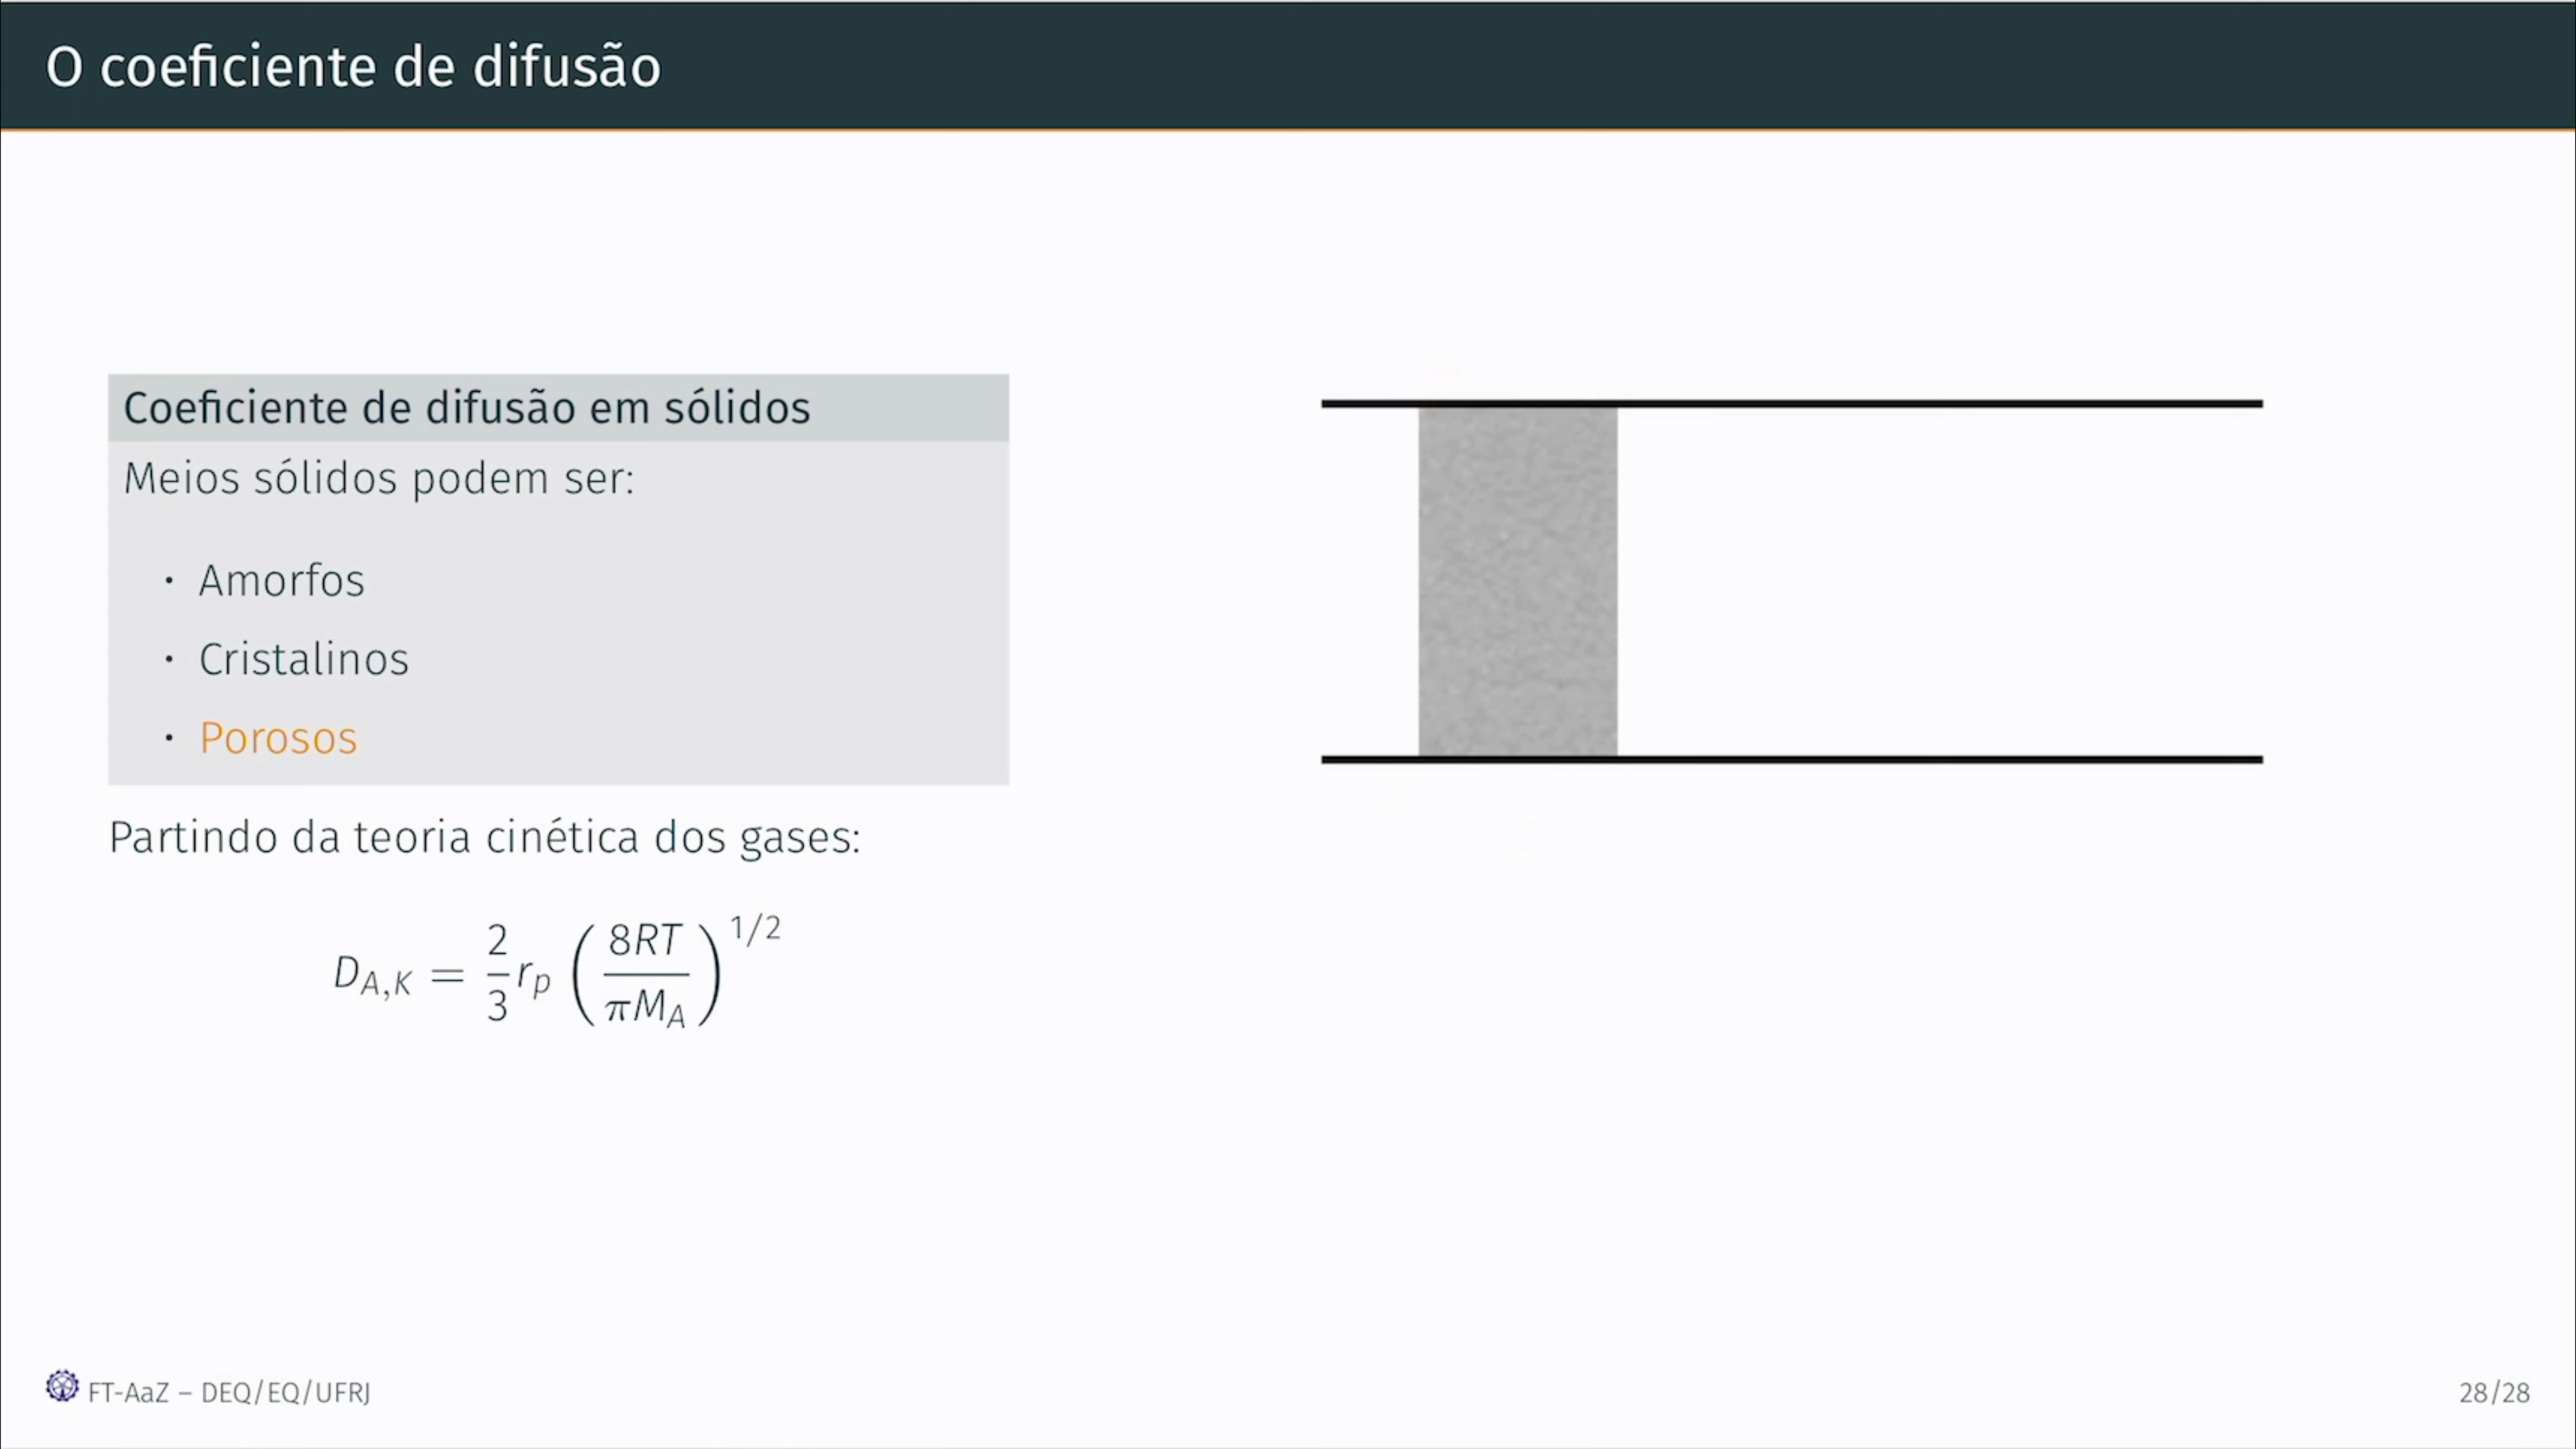 O coeficiente de difusão
Coeficiente de difusão em sólidos
Meios sólidos podem ser:
· Amorfos
· Cristalinos
· Porosos
Partindo da teoria cinética dos gases:
D_{A,K} = \frac{2}{3} r_p \left( \frac{8RT}{\pi M_A} \right)^{1/2}
FT-AaZ – DEQ/EQ/UFRJ
28/28